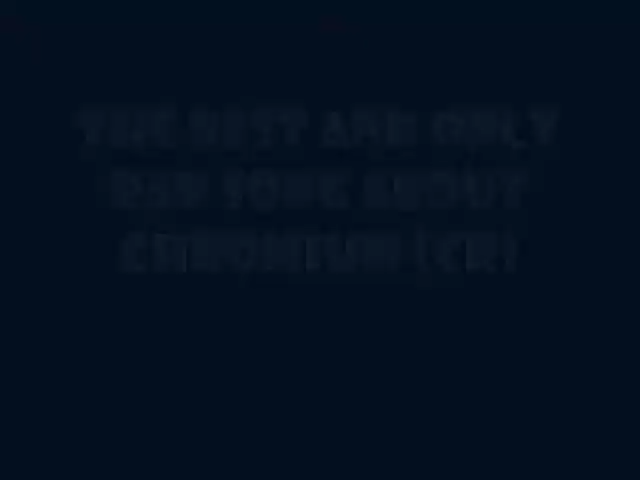 THE BEST AND ONLY
RAP SONG ABOUT
CHROMIUM (CR)